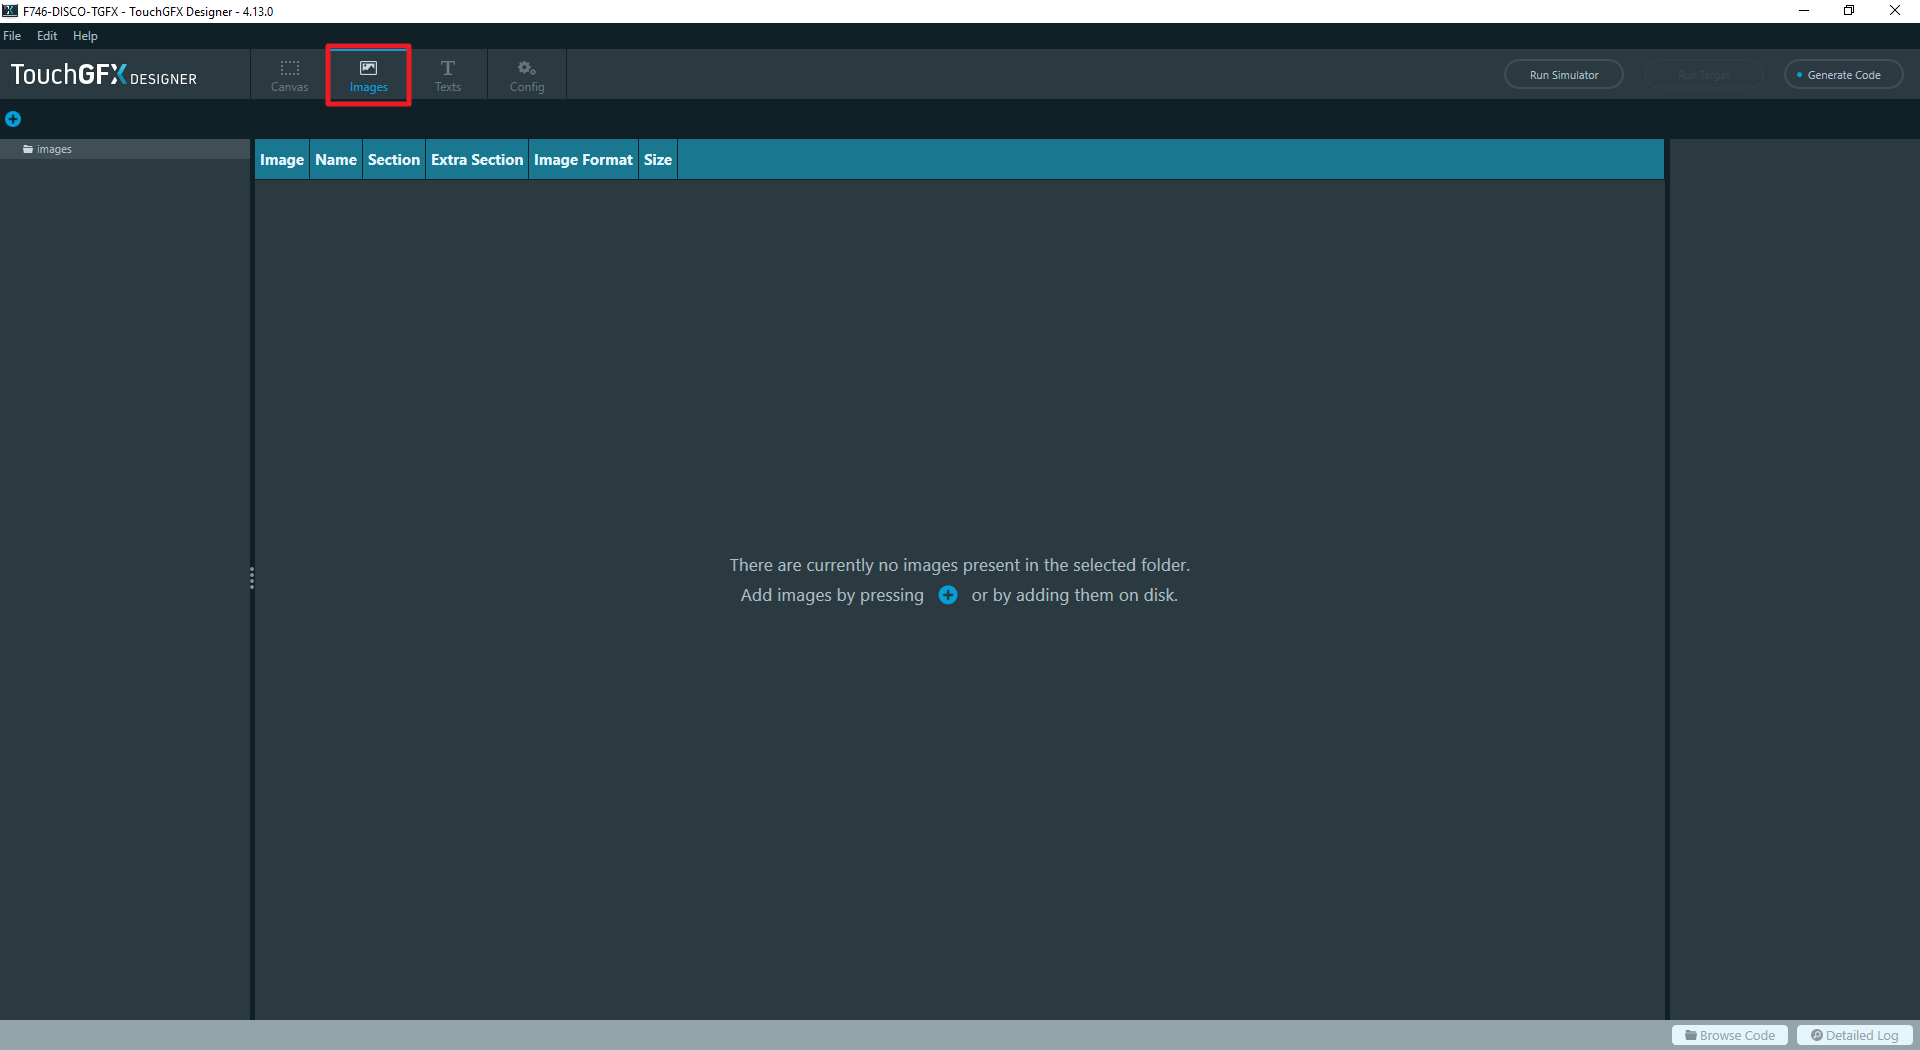 F746-DISCO-TGFX - TouchGFX Designer - 4.13.0
File Edit Help
TouchGFX DESIGNER
Canvas
Images
Texts
Config
Run Simulator
Run Target
Generate Code
images
Image Name Section Extra Section Image Format Size
There are currently no images present in the selected folder.
Add images by pressing or by adding them on disk.
Browse Code
Detailed Log